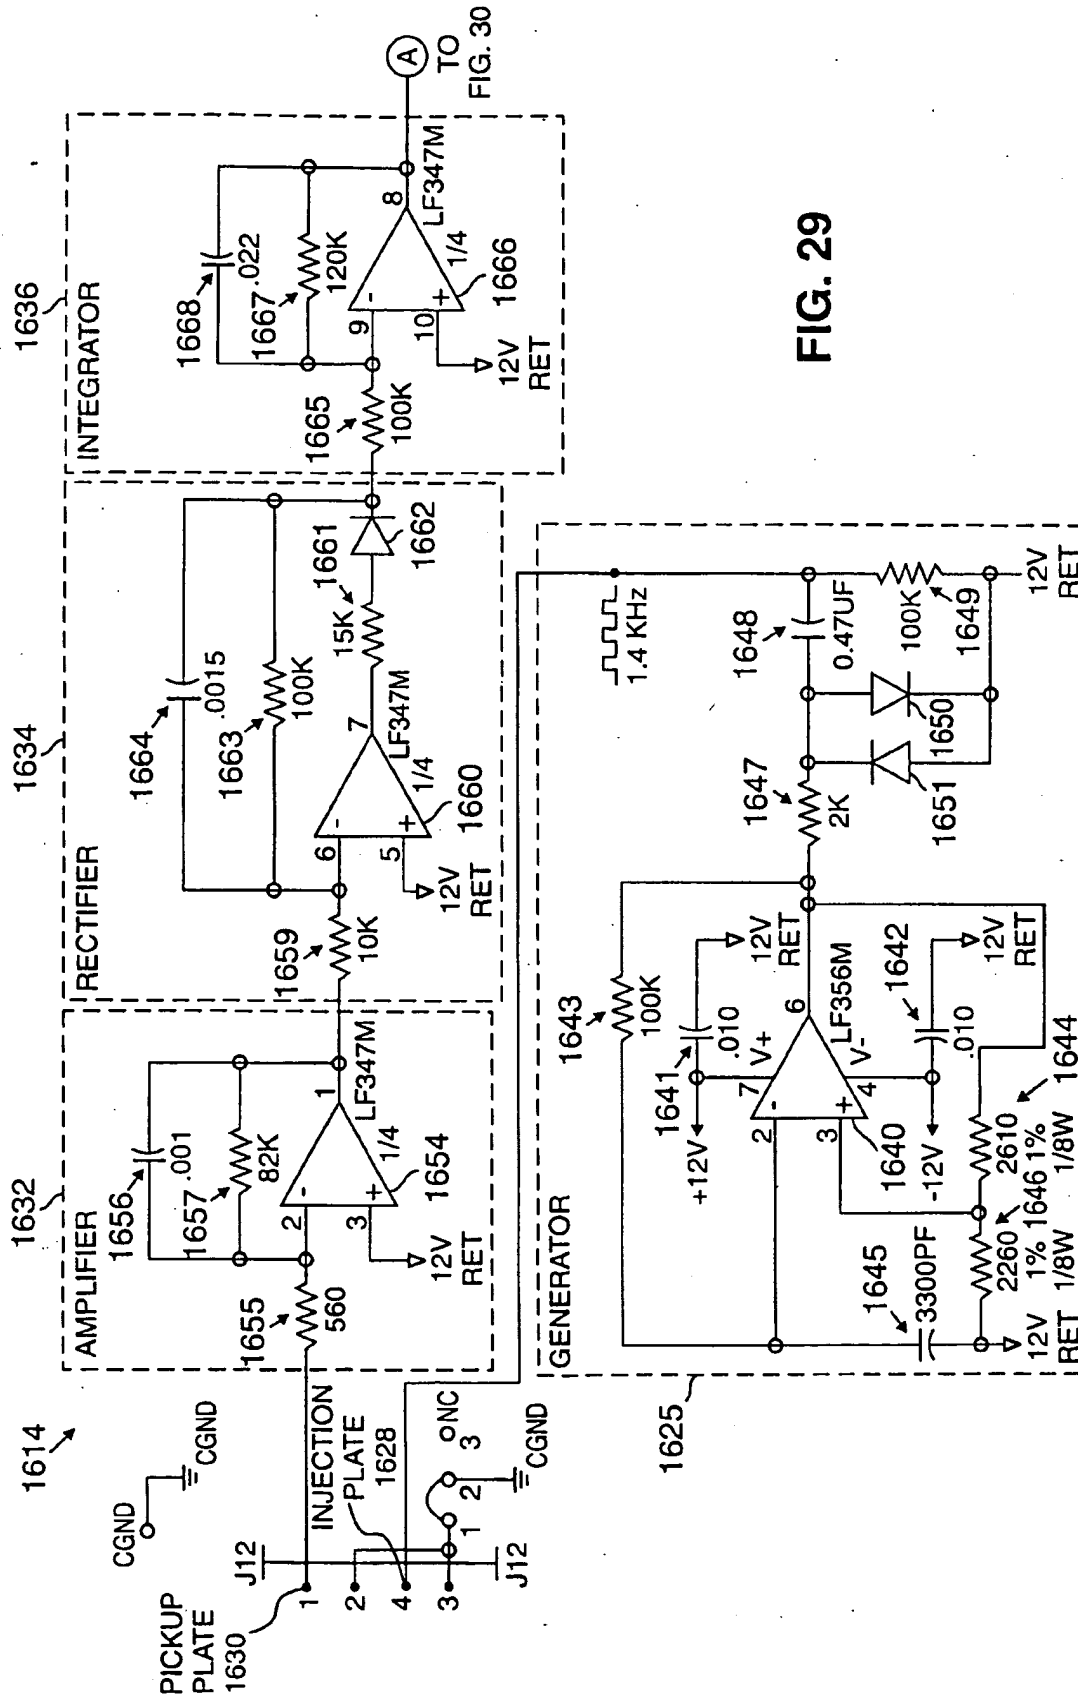 1614
CGND
CGND
PICKUP
PLATE
1630
J12
1
2
4
3
J12
INJECTION
PLATE
1628
1
2
3
NC
CGND
1632
AMPLIFIER
1656
.001
1657
82K
1655
560
2
3
1
LF347M
1/4
1654
12V
RET
1634
RECTIFIER
1664
.0015
1663
100K
1659
10K
6
5
7
LF347M
1/4
1660
12V
RET
15K
1661
1662
1636
INTEGRATOR
1668
.022
1667
120K
1665
100K
9
10
8
LF347M
1/4
1666
12V
RET
A
TO
FIG. 30
1625
GENERATOR
1643
100K
1641
.010
+12V
12V
RET
7
V+
2
3
6
LF356M
V-
4
1640
-12V
1642
.010
12V
RET
1645
3300PF
2260
1%
1/8W
1646
2610
1%
1/8W
1644
12V
RET
1647
2K
1648
0.47UF
1.4 KHz
100K
1649
1650
1651
12V
RET
FIG. 29